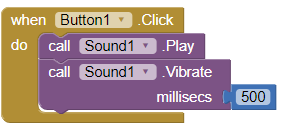 when Button1 .Click
do call Sound1 .Play
call Sound1 .Vibrate
millisecs 500